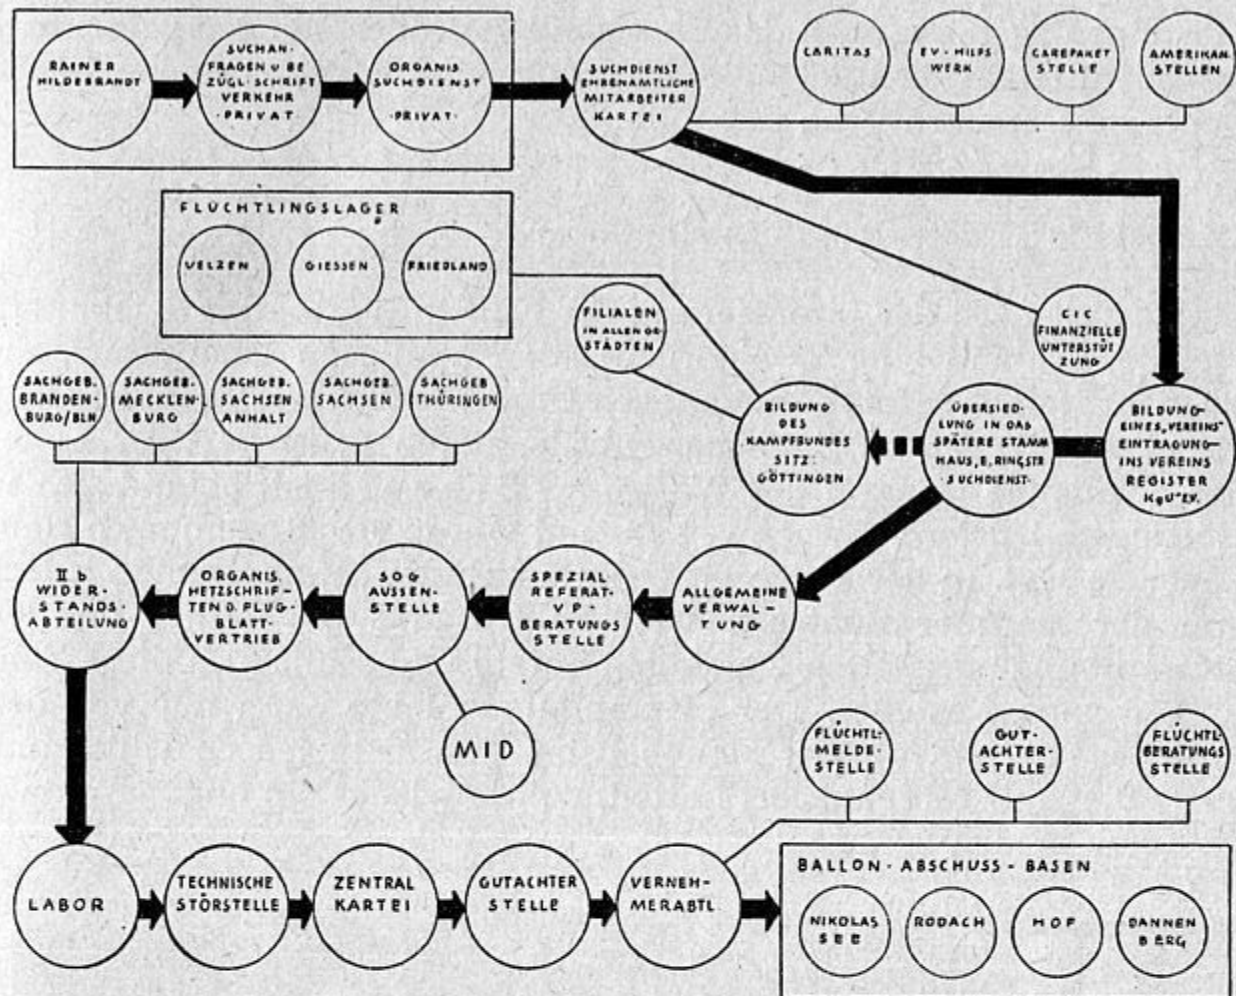 RAINER
HILDEBRANDT
SUCHAN-
FRAGEN U BE
ZÜGL·SCHRIFT
VERKEHR
·PRIVAT·
ORGANIS
SUCHDIENST
·PRIVAT·
SUCHDIENST
EHRENAMTLICHE
MITARBEITER
KARTEI
CARITAS
EV-HILFS
WERK
CAREPAKET
STELLE
AMERIKAN.
STELLEN
FLÜCHTLINGSLAGER
UELZEN
GIESSEN
FRIEDLAND
FILIALEN
IN ALLEN GR
STÄDTEN
CIC
FINANZIELLE
UNTERSTÜT
ZUNG
SACHGEB.
BRANDEN-
BURG/BLN
SACHGEB.
MECKLEN-
BURG
SACHGEB.
SACHSEN
ANHALT
SACHGEB.
SACHSEN
SACHGEB
THÜRINGEN
BILDUNG
DES
KAMPFBUNDES
SITZ:
GÖTTINGEN
ÜBERSIED-
LUNG IN DAS
SPÄTERE STAMM
HAUS, E. RINGSTR
SUCHDIENST·
BILDUNG-
EINES „VEREINS"
EINTRAGUNG-
INS VEREINS
REGISTER
KgU"EV.
II b
WIDER-
STANDS-
ABTEILUNG
ORGANIS.
HETZSCHRIF-
TEN D. FLUG-
BLATT-
VERTRIEB
SOG
AUSSEN-
STELLE
SPEZIAL
REFERAT-
VP-
BERATUNGS
STELLE
ALLGEMEINE
VERWAL-
TUNG
MID
FLÜCHTL-
MELDE-
STELLE
GUT-
ACHTER-
STELLE
FLÜCHTL-
BERATUNGS
STELLE
LABOR
TECHNISCHE
STÖRSTELLE
ZENTRAL
KARTEI
GUTACHTER
STELLE
VERNEH-
MERABTL.
BALLON-ABSCHUSS-BASEN
NIKOLAS
SEE
RODACH
HOF
DANNEN
BERG